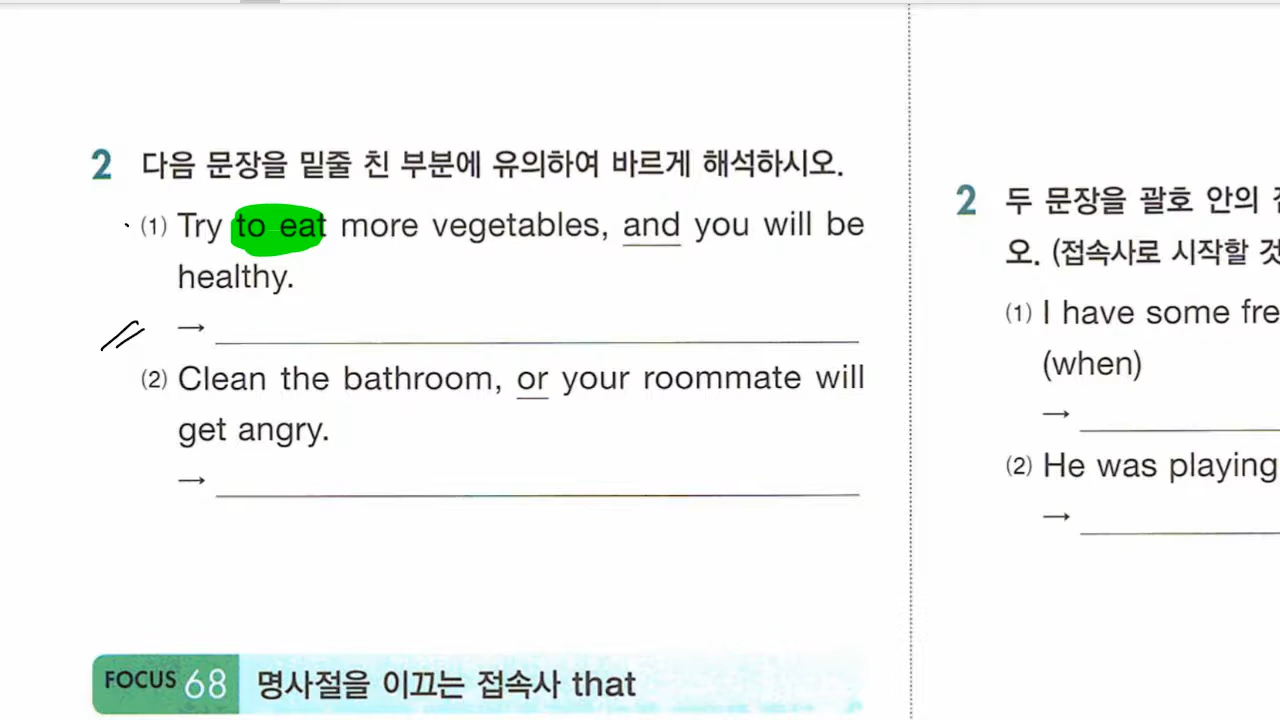 2 다음 문장을 밑줄 친 부분에 유의하여 바르게 해석하시오.
(1) Try to eat more vegetables, and you will be
healthy.
→
(2) Clean the bathroom, or your roommate will
get angry.
→
FOCUS 68 명사절을 이끄는 접속사 that
2 두 문장을 괄호 안의
오. (접속사로 시작할
(1) I have some
(when)
→
(2) He was playing
→